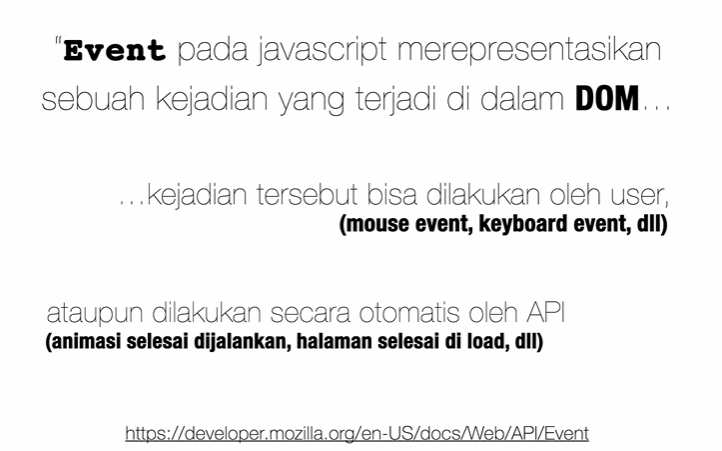 "Event pada javascript merepresentasikan
sebuah kejadian yang terjadi di dalam DOM...
...kejadian tersebut bisa dilakukan oleh user,
(mouse event, keyboard event, dll)
ataupun dilakukan secara otomatis oleh API
(animasi selesai dijalankan, halaman selesai di load, dll)
https://developer.mozilla.org/en-US/docs/Web/API/Event